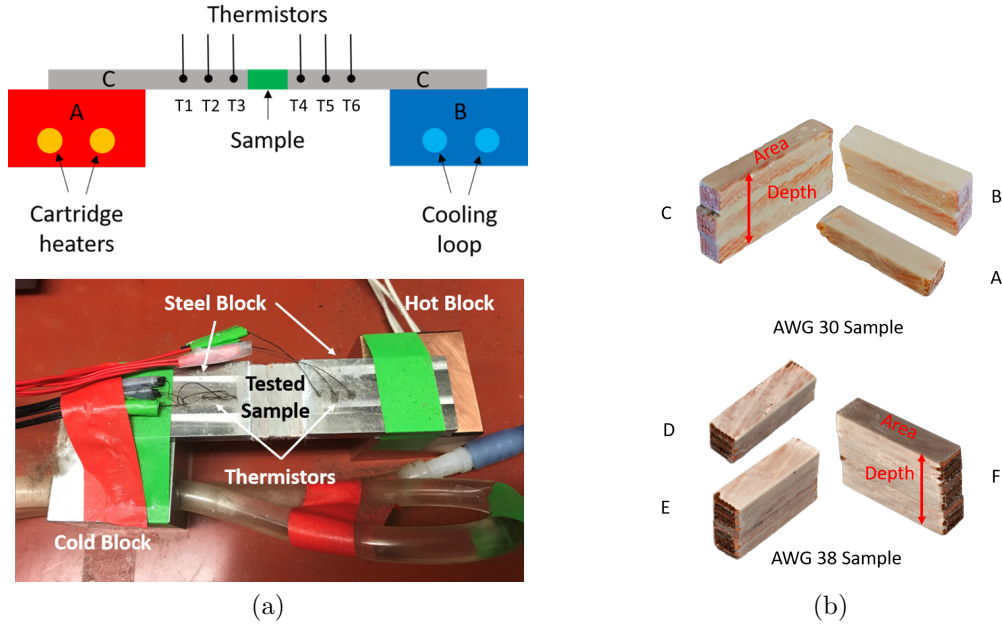 Thermistors
C
C
T1 T2 T3 T4 T5 T6
A
B
Sample
Cartridge
heaters
Cooling
loop
Steel Block
Hot Block
Tested
Sample
Thermistors
Cold Block
(a)
Area
Depth
C
B
A
AWG 30 Sample
D
E
Area
Depth
F
AWG 38 Sample
(b)